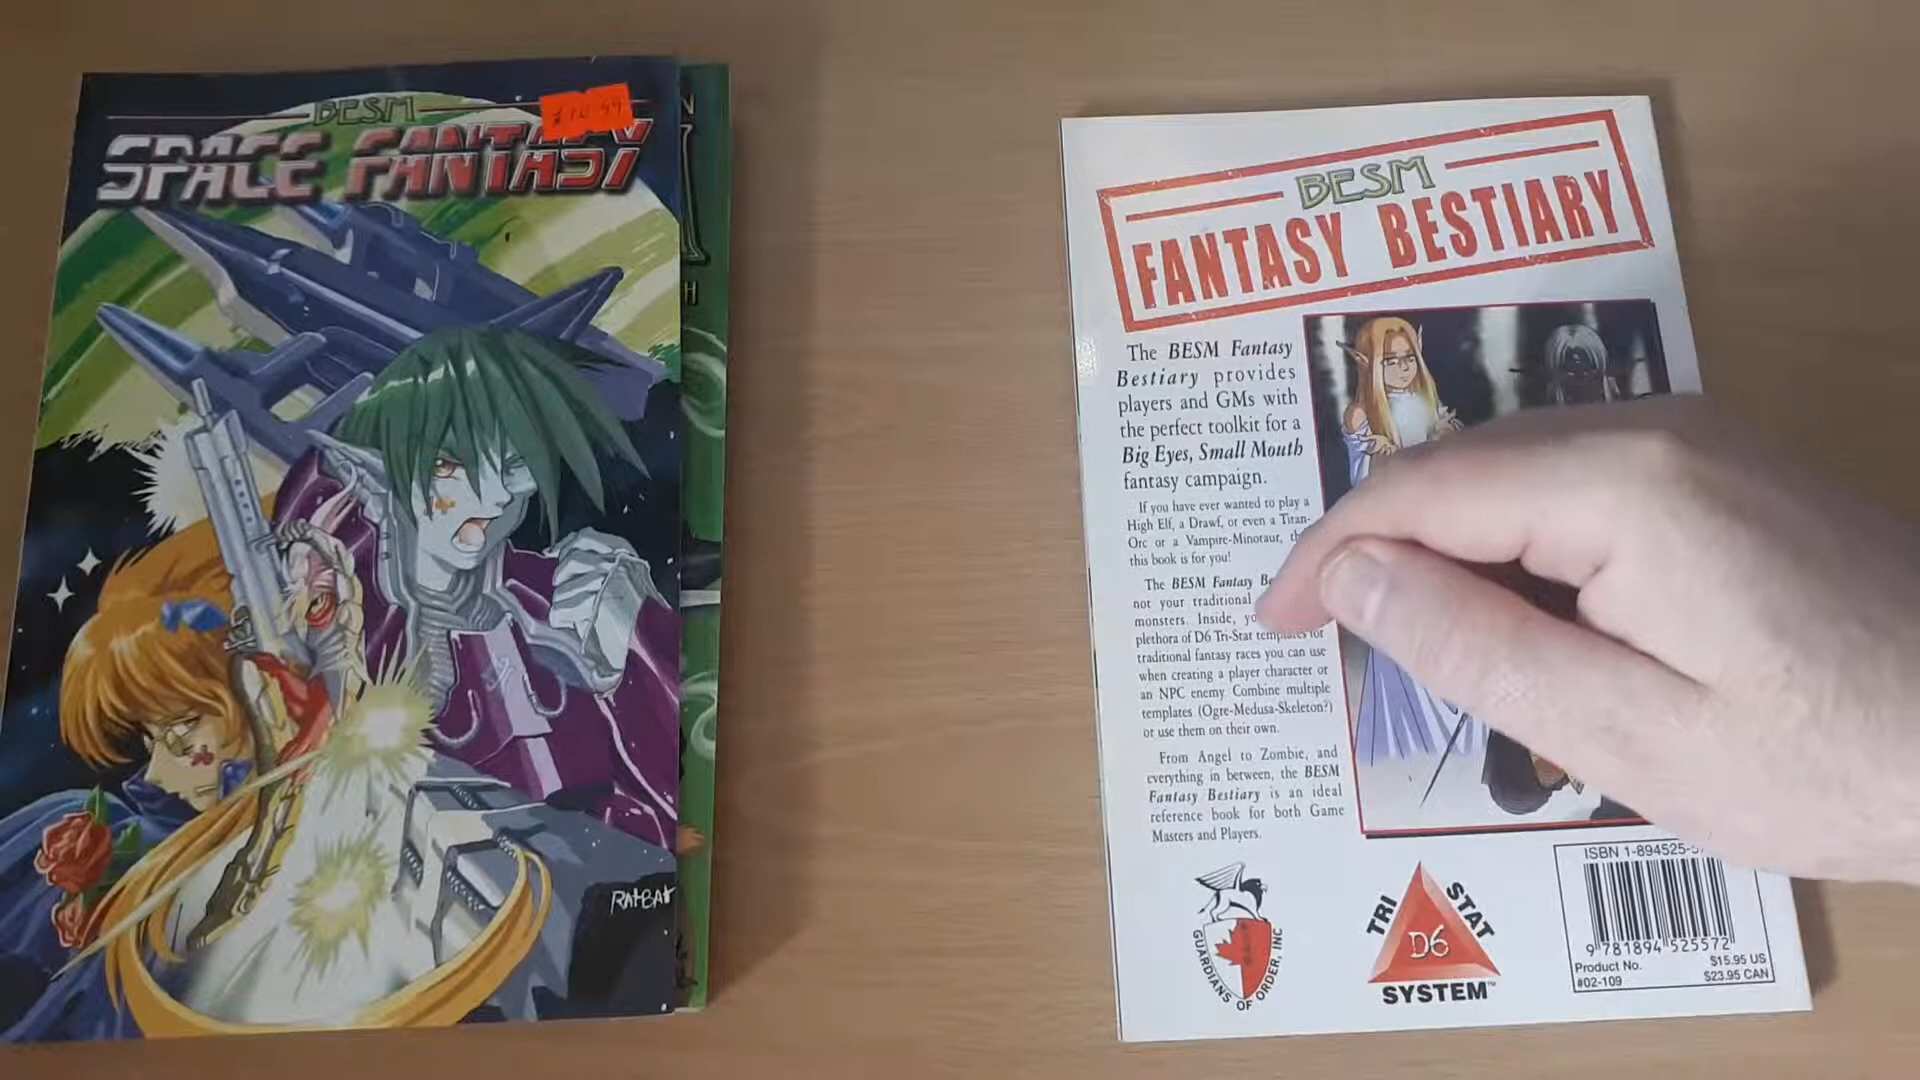 BESM
SPACE FANTASY
£10.99
N
H
RATBAT
BESM
FANTASY BESTIARY
The BESM Fantasy
Bestiary provides
players and GMs with
the perfect toolkit for a
Big Eyes, Small Mouth
fantasy campaign.
If you have ever wanted to play a
High Elf, a Drawf, or even a Titan-
Orc or a Vampire-Minotaur,
this book is for you!
The BESM Fantasy
not your traditional
monsters. Inside,
plethora of D6 Tri-Stat templates for
traditional fantasy races you can use
when creating a player character or
an NPC enemy. Combine multiple
templates (Ogre-Medusa-Skeleton?)
or use them on their own.
From Angel to Zombie, and
everything in between, the BESM
Fantasy Bestiary is an ideal
reference book for both Game
Masters and Players.
GUARDIANS OF ORDER, INC
TRI STAT
D6
SYSTEM™
ISBN 1-894525-
9 781894 525572
Product No. $15.95 US
#02-109 $23.95 CAN